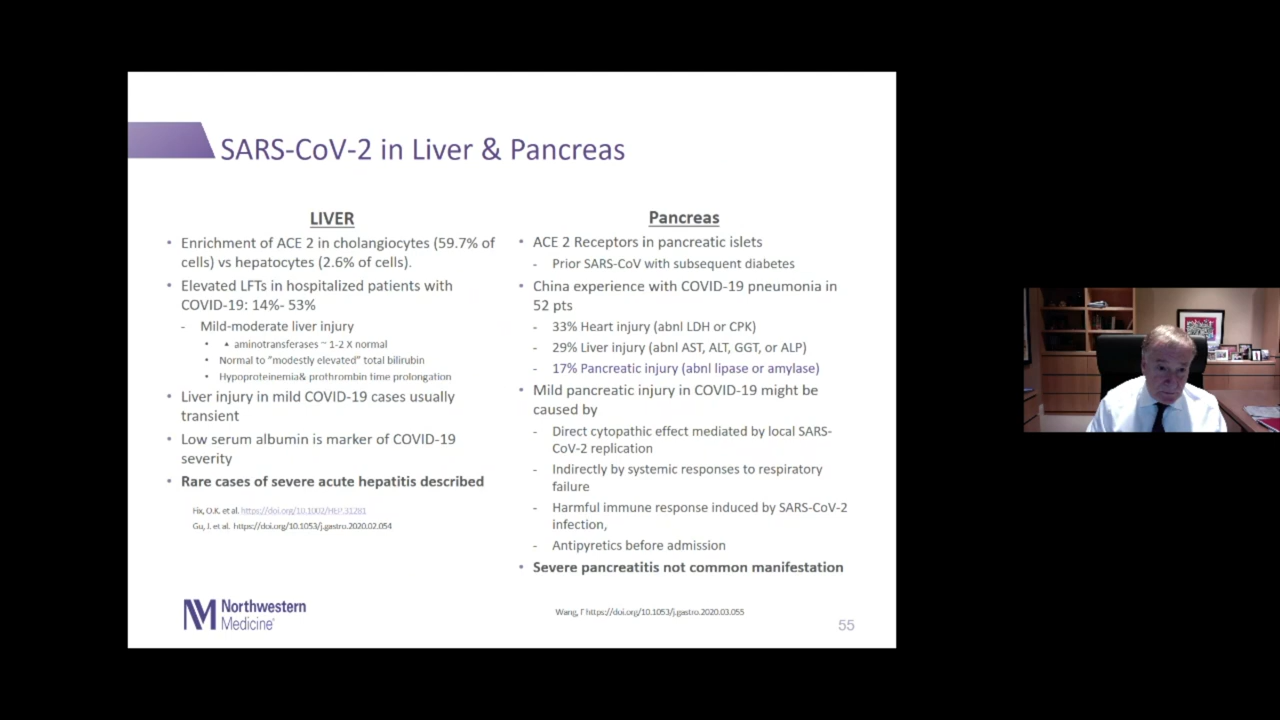 SARS-CoV-2 in Liver & Pancreas
LIVER
• Enrichment of ACE 2 in cholangiocytes (59.7% of
cells) vs hepatocytes (2.6% of cells).
• Elevated LFTs in hospitalized patients with
COVID-19: 14%- 53%
- Mild-moderate liver injury
• ▲ aminotransferases ~ 1-2 X normal
• Normal to "modestly elevated" total bilirubin
• Hypoproteinemia& prothrombin time prolongation
• Liver injury in mild COVID-19 cases usually
transient
• Low serum albumin is marker of COVID-19
severity
• Rare cases of severe acute hepatitis described
Fix, O.K. et al. https://doi.org/10.1002/HEP.31281
Gu, J. et al. https://doi.org/10.1053/j.gastro.2020.02.054
Pancreas
• ACE 2 Receptors in pancreatic islets
- Prior SARS-CoV with subsequent diabetes
• China experience with COVID-19 pneumonia in
52 pts
- 33% Heart injury (abnl LDH or CPK)
- 29% Liver injury (abnl AST, ALT, GGT, or ALP)
- 17% Pancreatic injury (abnl lipase or amylase)
• Mild pancreatic injury in COVID-19 might be
caused by
- Direct cytopathic effect mediated by local SARS-
CoV-2 replication
- Indirectly by systemic responses to respiratory
failure
- Harmful immune response induced by SARS-CoV-2
infection,
- Antipyretics before admission
• Severe pancreatitis not common manifestation
Wang, F https://doi.org/10.1053/j.gastro.2020.03.055
Northwestern
Medicine®
55